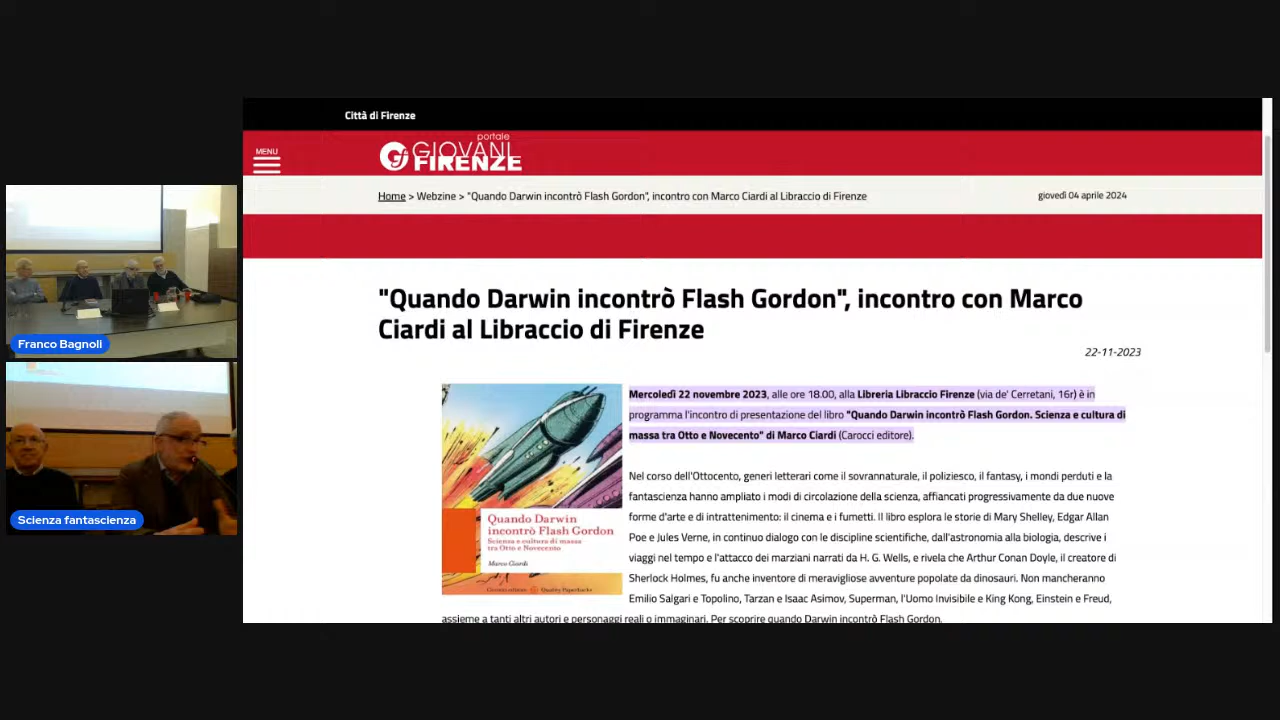 Città di Firenze
MENU
portale
GIOVANI
FIRENZE
Home > Webzine > "Quando Darwin incontrò Flash Gordon", incontro con Marco Ciardi al Libraccio di Firenze
giovedì 04 aprile 2024
"Quando Darwin incontrò Flash Gordon", incontro con Marco
Ciardi al Libraccio di Firenze
22-11-2023
Mercoledì 22 novembre 2023, alle ore 18.00, alla Libreria Libraccio Firenze (via de' Cerretani, 16r) è in
programma l'incontro di presentazione del libro "Quando Darwin incontrò Flash Gordon. Scienza e cultura di
massa tra Otto e Novecento" di Marco Ciardi (Carocci editore).
Nel corso dell'Ottocento, generi letterari come il sovrannaturale, il poliziesco, il fantasy, i mondi perduti e la
fantascienza hanno ampliato i modi di circolazione della scienza, affiancati progressivamente da due nuove
forme d'arte e di intrattenimento: il cinema e i fumetti. Il libro esplora le storie di Mary Shelley, Edgar Allan
Poe e Jules Verne, in continuo dialogo con le discipline scientifiche, dall'astronomia alla biologia, descrive i
viaggi nel tempo e l'attacco dei marziani narrati da H. G. Wells, e rivela che Arthur Conan Doyle, il creatore di
Sherlock Holmes, fu anche inventore di meravigliose avventure popolate da dinosauri. Non mancheranno
Emilio Salgari e Topolino, Tarzan e Isaac Asimov, Superman, l'Uomo Invisibile e King Kong, Einstein e Freud,
assieme a tanti altri autori e personaggi reali o immaginari. Per scoprire quando Darwin incontrò Flash Gordon.
Quando Darwin
incontrò Flash Gordon
Scienza e cultura di massa
tra Otto e Novecento
Marco Ciardi
Carocci editore Quality Paperbacks
Franco Bagnoli
Scienza fantascienza